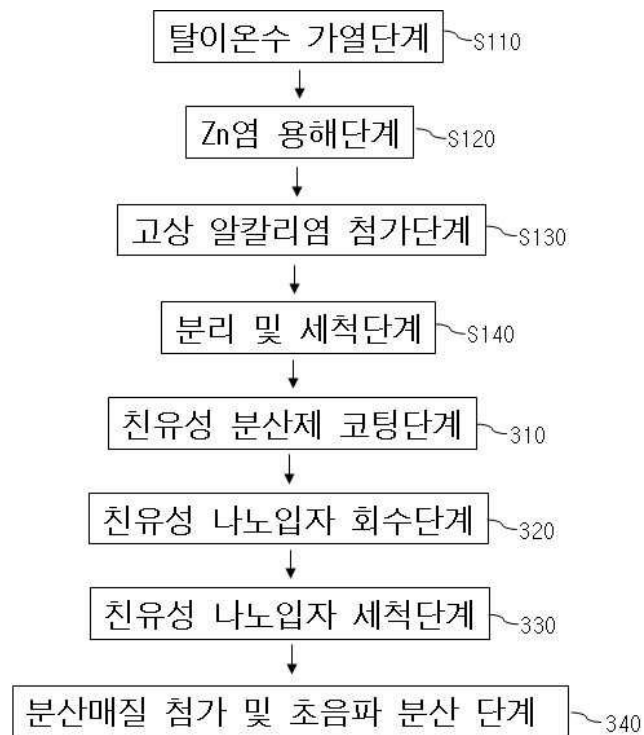 탈이온수 가열단계 S110
Zn염 용해단계 S120
고상 알칼리염 첨가단계 S130
분리 및 세척단계 S140
친유성 분산제 코팅단계 310
친유성 나노입자 회수단계 320
친유성 나노입자 세척단계 330
분산매질 첨가 및 초음파 분산 단계 340